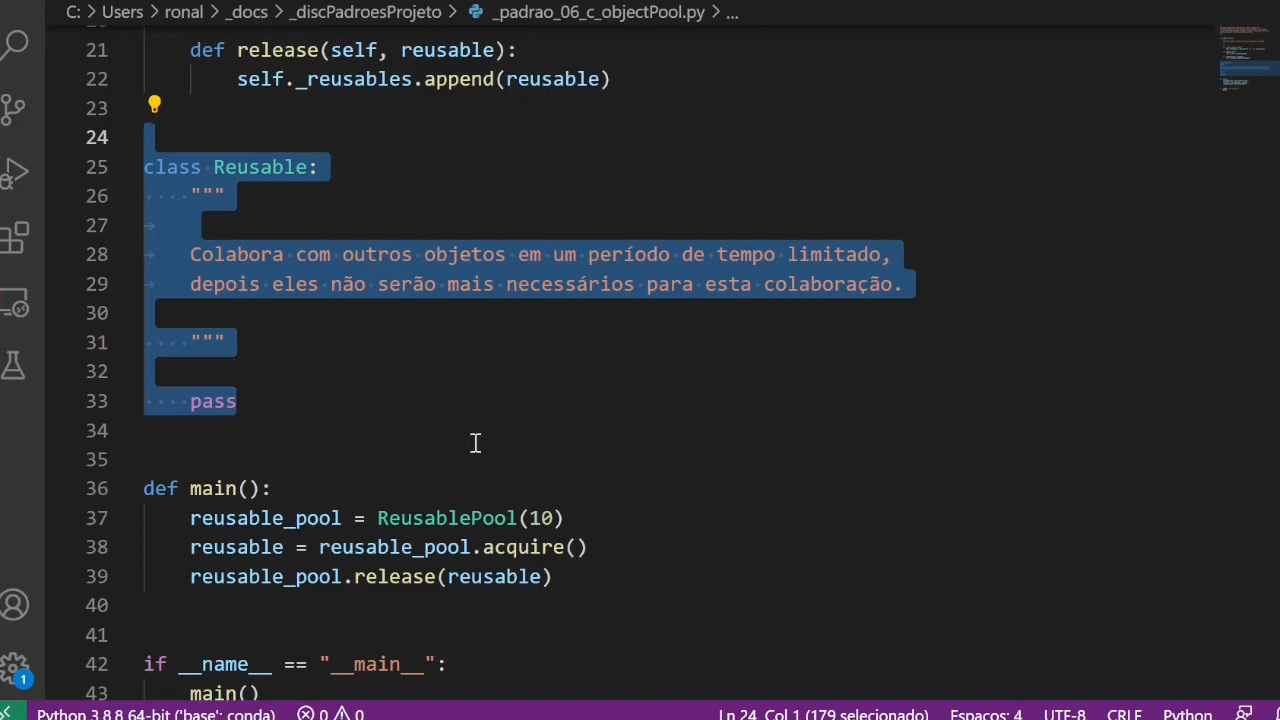 C: > Users > ronal > _docs > _discPadroesProjeto > _padrao_06_c_objectPool.py > ...
21 def release(self, reusable):
22 self._reusables.append(reusable)
23
24
25 class Reusable:
26 """
27
28 Colabora com outros objetos em um período de tempo limitado,
29 depois eles não serão mais necessários para esta colaboração.
30
31 """
32
33 pass
34
35
36 def main():
37 reusable_pool = ReusablePool(10)
38 reusable = reusable_pool.acquire()
39 reusable_pool.release(reusable)
40
41
42 if __name__ == "__main__":
43 main()
1
Python 3.8.8 64-bit ('base': conda) 0 0 Ln 24, Col 1 (179 selecionado) Espaços: 4 UTF-8 CRLF Python